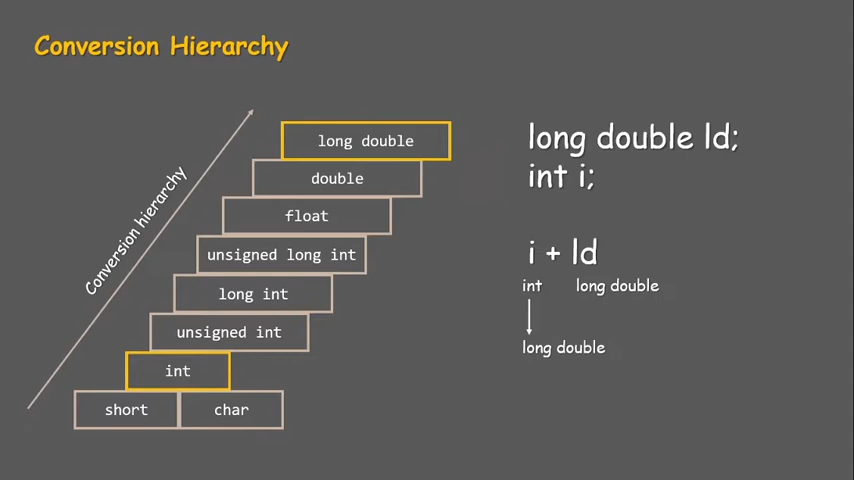 Conversion Hierarchy
Conversion hierarchy
long double
double
float
unsigned long int
long int
unsigned int
int
short char
long double ld;
int i;
i + ld
int long double
long double